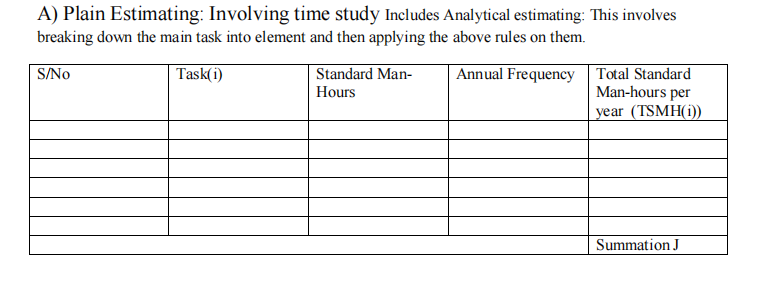 A) Plain Estimating: Involving time study Includes Analytical estimating: This involves
breaking down the main task into element and then applying the above rules on them.
S/No Task(i) Standard Man-Hours Annual Frequency Total Standard Man-hours per year (TSMH(i))
Summation J